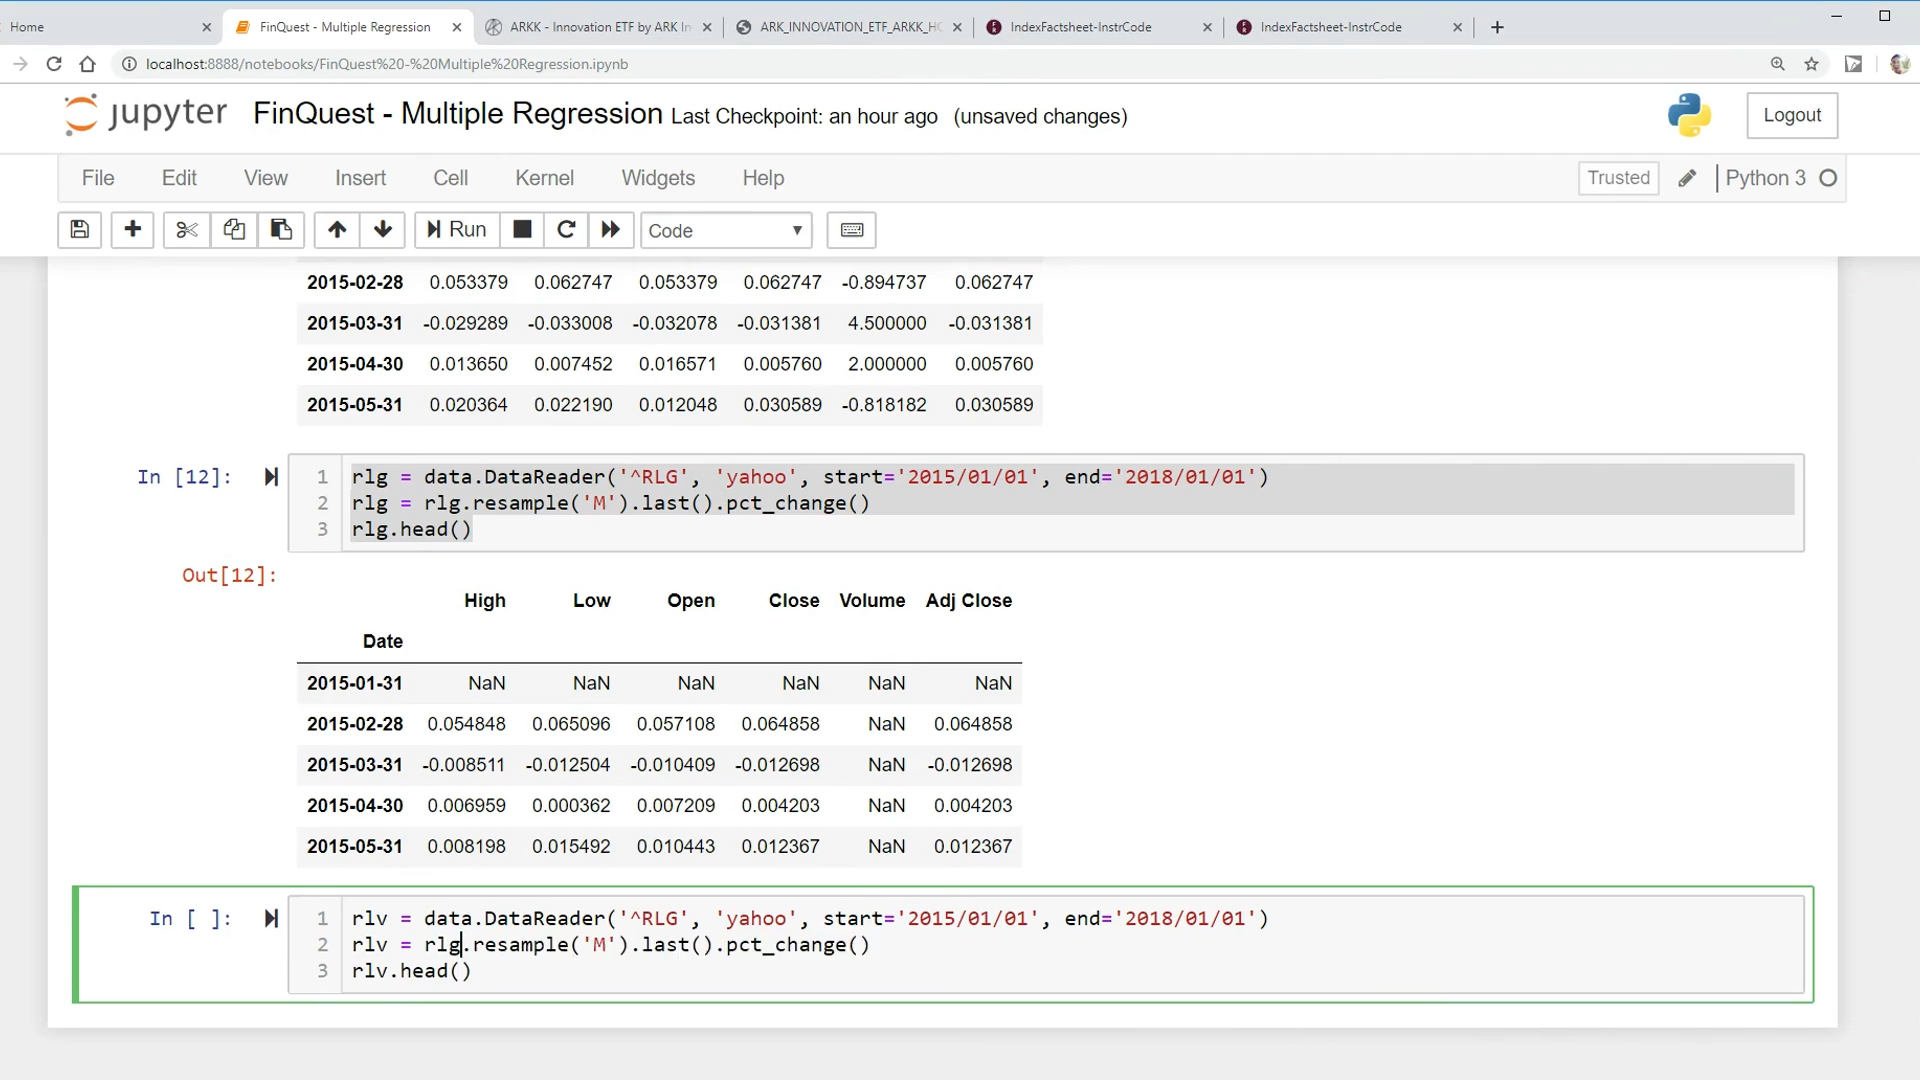 Home
FinQuest - Multiple Regression
ARKK - Innovation ETF by ARK In
ARK_INNOVATION_ETF_ARKK_HO
IndexFactsheet-InstrCode
IndexFactsheet-InstrCode
localhost:8888/notebooks/FinQuest%20-%20Multiple%20Regression.ipynb
jupyter FinQuest - Multiple Regression Last Checkpoint: an hour ago (unsaved changes) Logout
File Edit View Insert Cell Kernel Widgets Help Trusted Python 3
Run Code
2015-02-28 0.053379 0.062747 0.053379 0.062747 -0.894737 0.062747
2015-03-31 -0.029289 -0.033008 -0.032078 -0.031381 4.500000 -0.031381
2015-04-30 0.013650 0.007452 0.016571 0.005760 2.000000 0.005760
2015-05-31 0.020364 0.022190 0.012048 0.030589 -0.818182 0.030589
In [12]: 1 rlg = data.DataReader('^RLG', 'yahoo', start='2015/01/01', end='2018/01/01')
2 rlg = rlg.resample('M').last().pct_change()
3 rlg.head()
Out[12]:
High Low Open Close Volume Adj Close
Date
2015-01-31 NaN NaN NaN NaN NaN NaN
2015-02-28 0.054848 0.065096 0.057108 0.064858 NaN 0.064858
2015-03-31 -0.008511 -0.012504 -0.010409 -0.012698 NaN -0.012698
2015-04-30 0.006959 0.000362 0.007209 0.004203 NaN 0.004203
2015-05-31 0.008198 0.015492 0.010443 0.012367 NaN 0.012367
In [ ]: 1 rlv = data.DataReader('^RLG', 'yahoo', start='2015/01/01', end='2018/01/01')
2 rlv = rlg.resample('M').last().pct_change()
3 rlv.head()